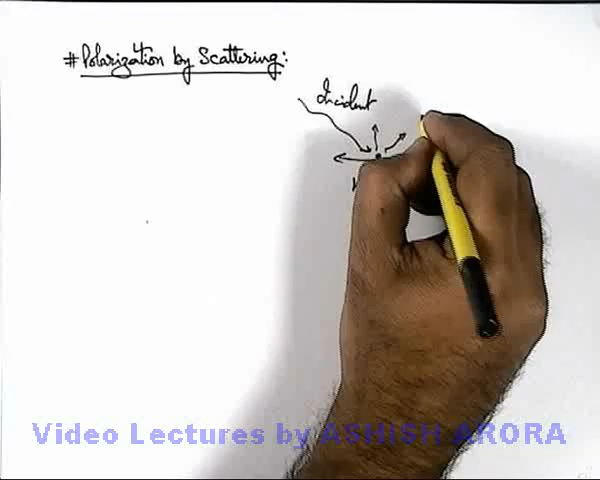 # Polarization by Scattering:
Incident
Video Lectures by ASHISH ARORA